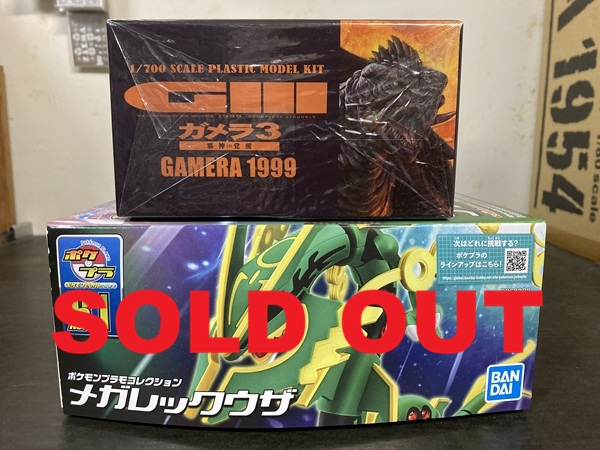 1/700 SCALE PLASTIC MODEL KIT
GIII
ガメラ3
邪神<イリス>覚醒
GAMERA 1999
ポケプラ
次はどれに挑戦する?
ポケプラの
ラインアップはこちら!
SOLD OUT
ポケモンプラモコレクション
メガレックウザ
BAN
DAI
1954
scale